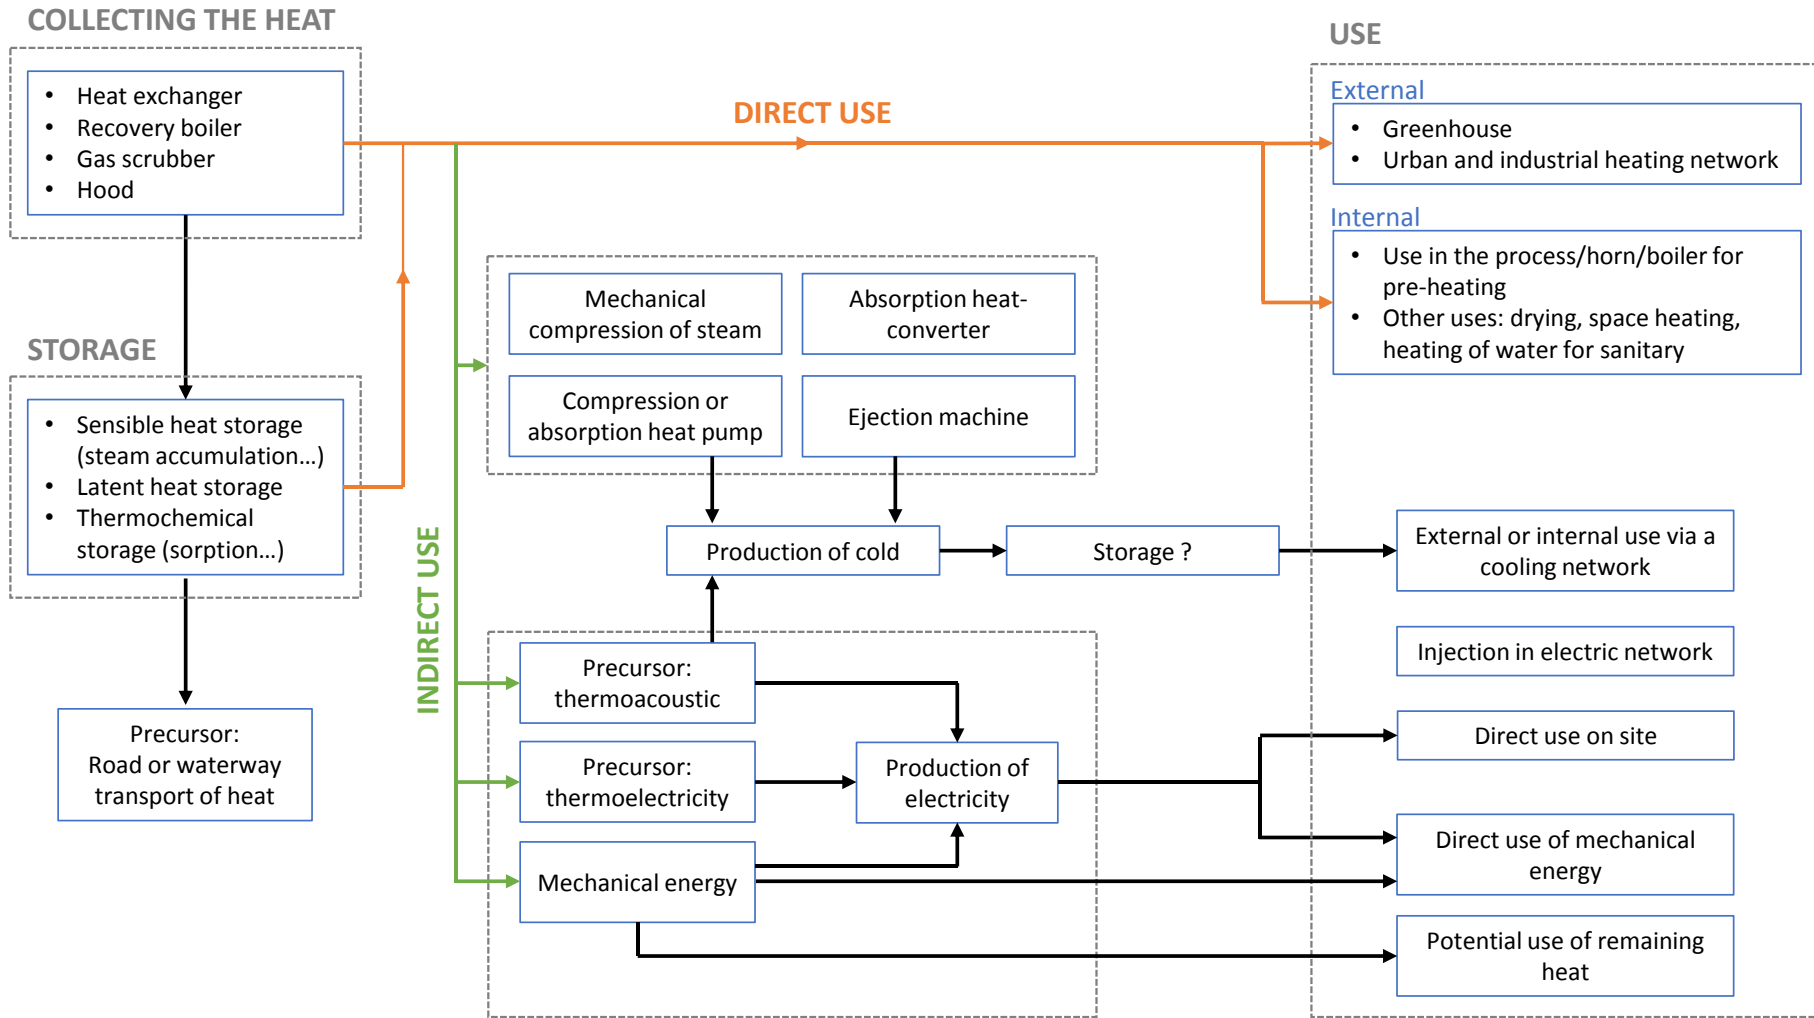 COLLECTING THE HEAT
• Heat exchanger
• Recovery boiler
• Gas scrubber
• Hood
STORAGE
• Sensible heat storage
(steam accumulation...)
• Latent heat storage
• Thermochemical
storage (sorption...)
Precursor:
Road or waterway
transport of heat
DIRECT USE
INDIRECT USE
Mechanical
compression of steam
Absorption heat-
converter
Compression or
absorption heat pump
Ejection machine
Production of cold
Storage ?
Precursor:
thermoacoustic
Precursor:
thermoelectricity
Mechanical energy
Production of
electricity
USE
External
• Greenhouse
• Urban and industrial heating network
Internal
• Use in the process/horn/boiler for
pre-heating
• Other uses: drying, space heating,
heating of water for sanitary
External or internal use via a
cooling network
Injection in electric network
Direct use on site
Direct use of mechanical
energy
Potential use of remaining
heat